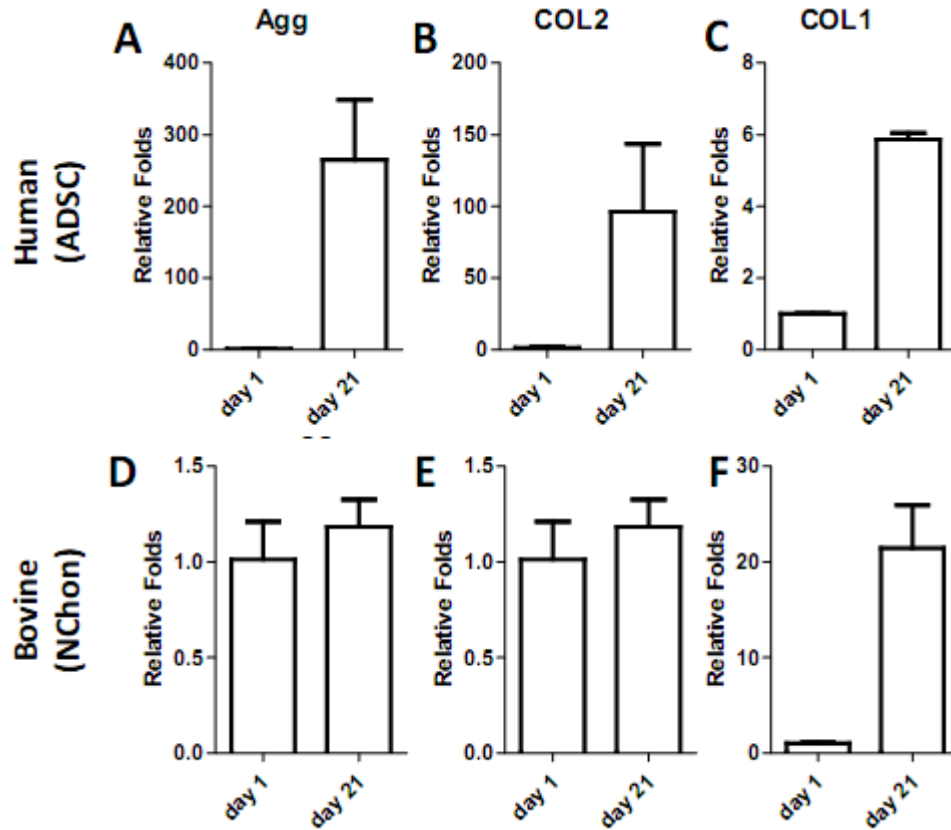 A Agg B COL2 C COL1
Human
(ADSC)
Relative Folds
400
300
200
100
0
day 1 day 21
Relative Folds
200
150
100
50
0
day 1 day 21
Relative Folds
8
6
4
2
0
day 1 day 21
Bovine
(NChon)
D
Relative Folds
1.5
1.0
0.5
0.0
day 1 day 21
E
Relative Folds
1.5
1.0
0.5
0.0
day 1 day 21
F
Relative Folds
30
20
10
0
day 1 day 21